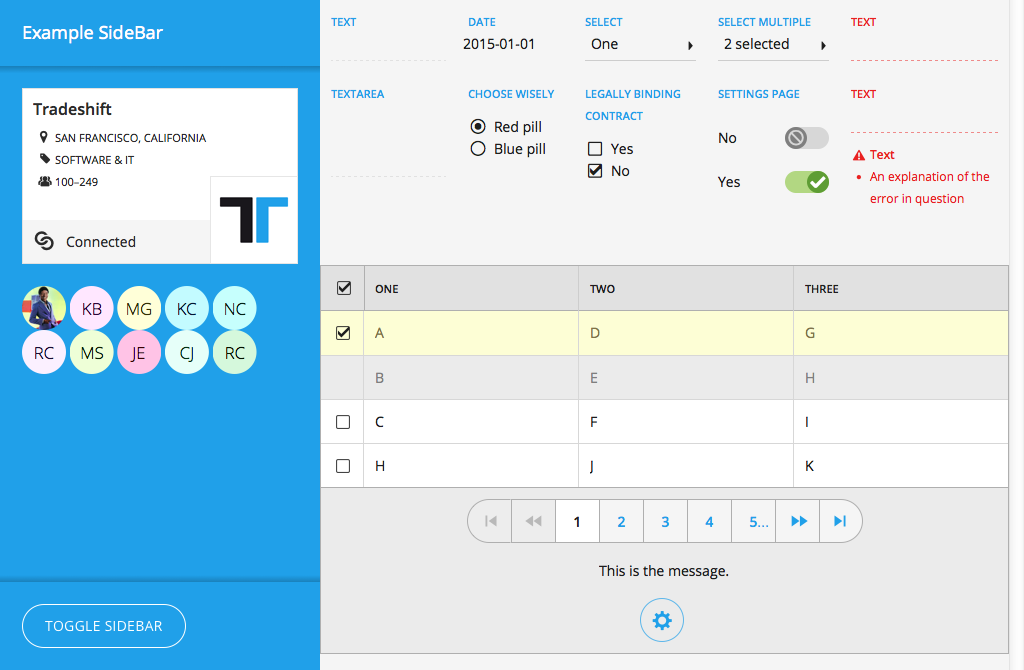 Example SideBar
Tradeshift
SAN FRANCISCO, CALIFORNIA
SOFTWARE & IT
100–249
Connected
KB MG KC NC
RC MS JE CJ RC
TOGGLE SIDEBAR
TEXT
DATE
2015-01-01
SELECT
One
SELECT MULTIPLE
2 selected
TEXT
TEXTAREA
CHOOSE WISELY
Red pill
Blue pill
LEGALLY BINDING
CONTRACT
Yes
No
SETTINGS PAGE
No
Yes
TEXT
Text
An explanation of the
error in question
ONE TWO THREE
A D G
B E H
C F I
H J K
1 2 3 4 5...
This is the message.